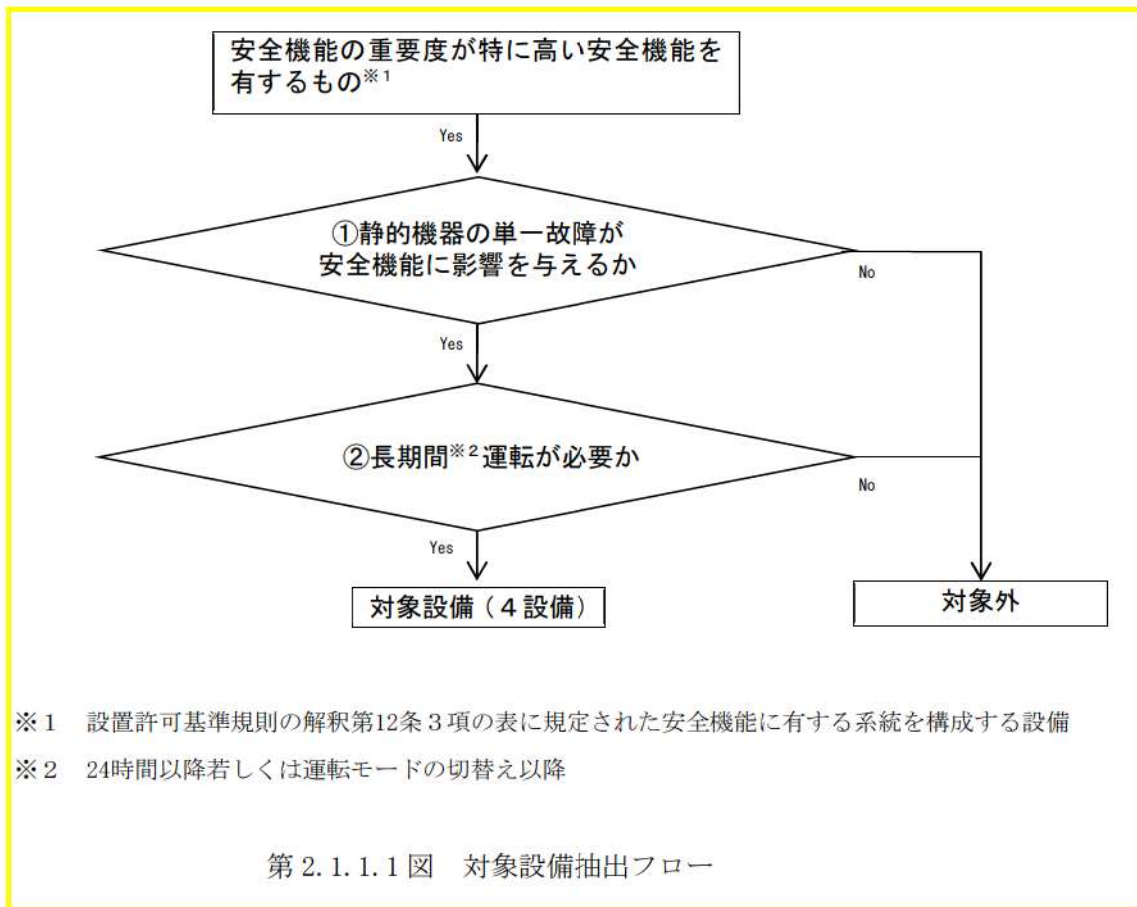 安全機能の重要度が特に高い安全機能を
有するもの※1
Yes
①静的機器の単一故障が
安全機能に影響を与えるか
No
Yes
②長期間※2運転が必要か
No
Yes
対象設備（４設備）
対象外
※１　設置許可基準規則の解釈第12条３項の表に規定された安全機能に有する系統を構成する設備
※２　24時間以降若しくは運転モードの切替え以降
第 2.1.1.1 図　対象設備抽出フロー